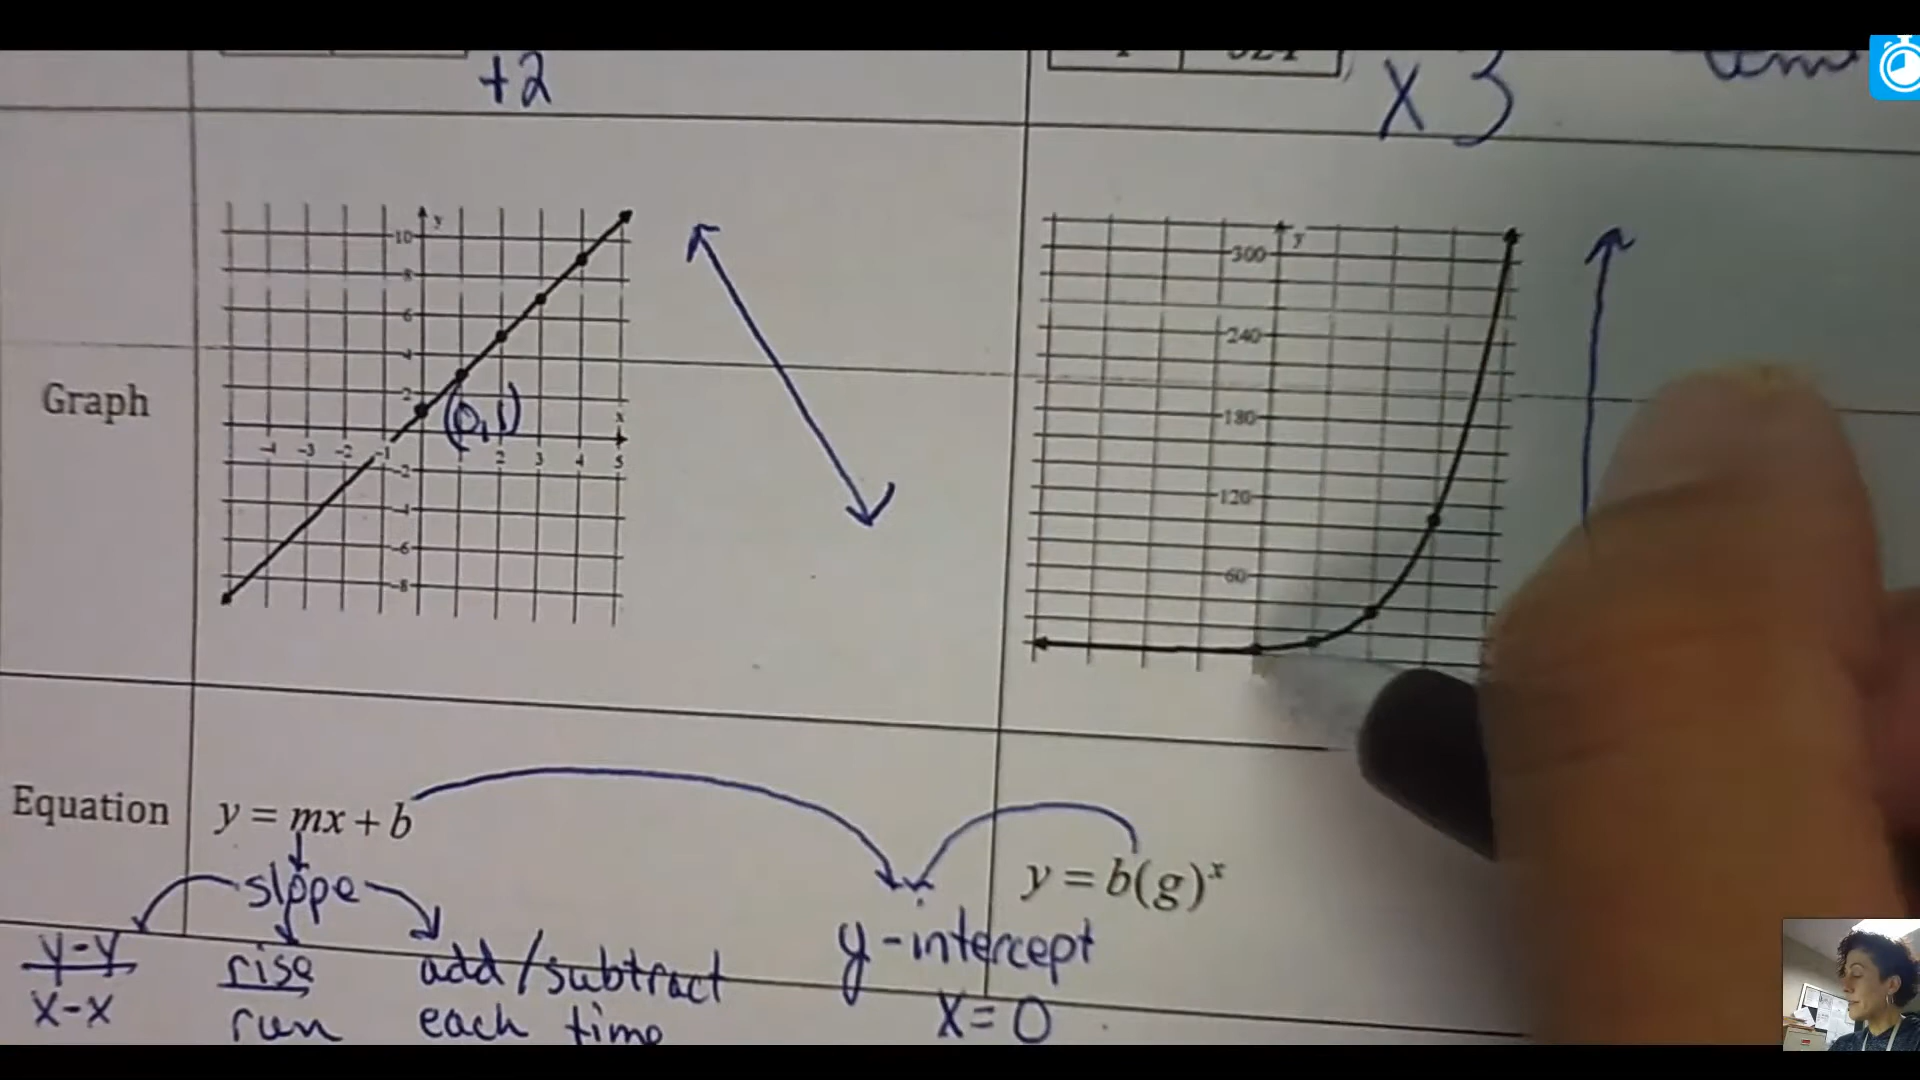 +2
x 3
Graph
y
10
8
6
4
2
(0,1)
x
-4 -3 -2 -1 2 3 4 5
-2
-4
-6
-8
y
300
240
180
120
60
Equation
y = mx + b
slope
y = b(g)^x
y-y
x-x
rise
run
add/subtract
each time
y-intercept
x=0